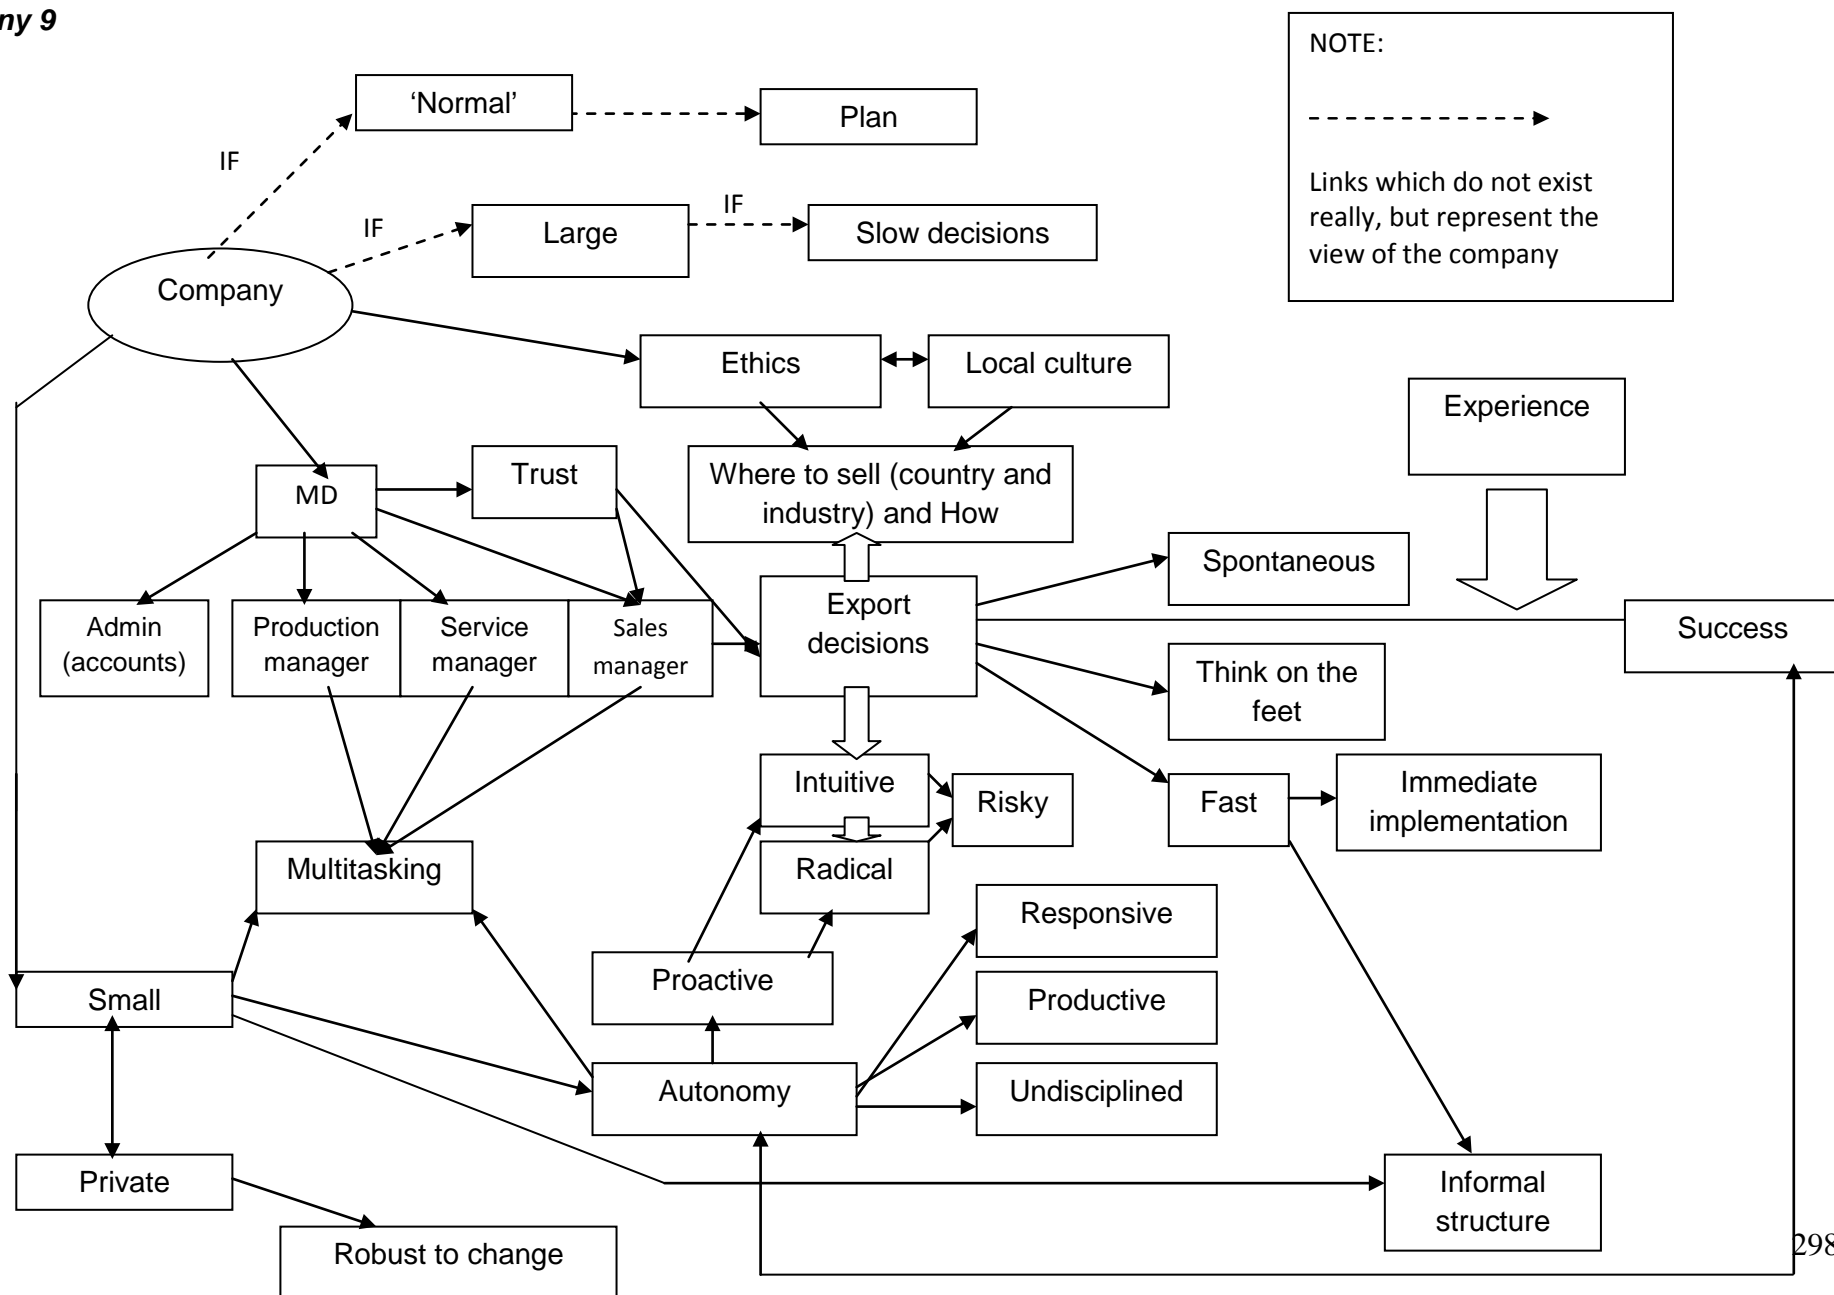 ny 9
NOTE:
Links which do not exist
really, but represent the
view of the company
'Normal'
Plan
IF
IF
Large
IF
Slow decisions
Company
Ethics
Local culture
Experience
Trust
MD
Where to sell (country and
industry) and How
Spontaneous
Admin
(accounts)
Production
manager
Service
manager
Sales
manager
Export
decisions
Success
Think on the
feet
Intuitive
Risky
Fast
Immediate
implementation
Multitasking
Radical
Responsive
Proactive
Small
Productive
Autonomy
Undisciplined
Private
Informal
structure
Robust to change
298